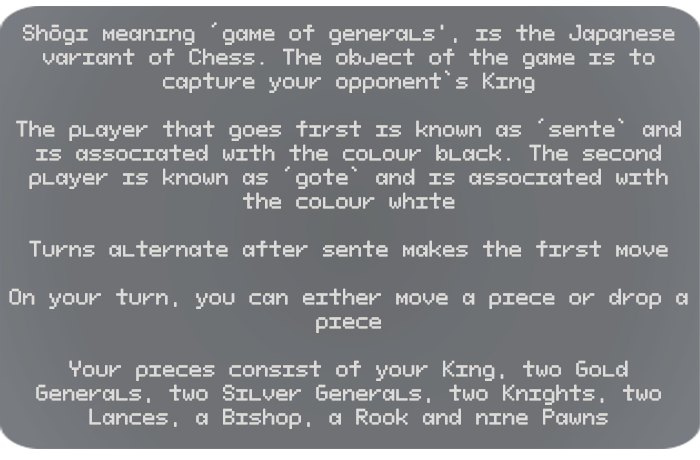 Shōgi meaning ´game of generals', is the Japanese
variant of Chess. The object of the game is to
capture your opponent`s King
The player that goes first is known as ´sente` and
is associated with the colour black. The second
player is known as ´gote` and is associated with
the colour white
Turns alternate after sente makes the first move
On your turn, you can either move a piece or drop a
piece
Your pieces consist of your King, two Gold
Generals, two Silver Generals, two Knights, two
Lances, a Bishop, a Rook and nine Pawns